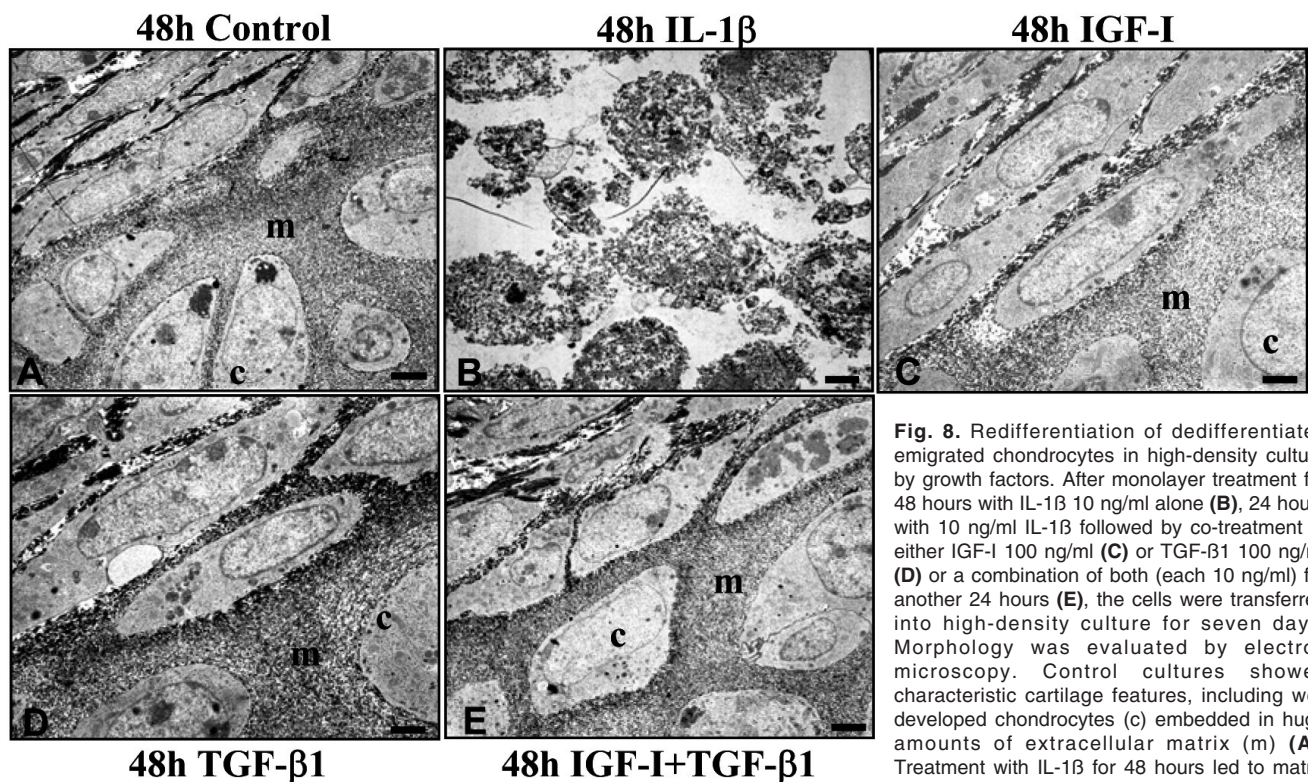 48h Control
48h IL-1β
48h IGF-I
m
c
A
B
m
c
C
c
m
D
m
c
E
48h TGF-β1
48h IGF-I+TGF-β1
Fig. 8. Redifferentiation of dedifferentiate
emigrated chondrocytes in high-density cultur
by growth factors. After monolayer treatment f
48 hours with IL-1ß 10 ng/ml alone (B), 24 hour
with 10 ng/ml IL-1ß followed by co-treatment
either IGF-I 100 ng/ml (C) or TGF-ß1 100 ng/m
(D) or a combination of both (each 10 ng/ml) f
another 24 hours (E), the cells were transferre
into high-density culture for seven day
Morphology was evaluated by electro
microscopy. Control cultures showe
characteristic cartilage features, including we
developed chondrocytes (c) embedded in hug
amounts of extracellular matrix (m) (A
Treatment with IL-1ß for 48 hours led to matr